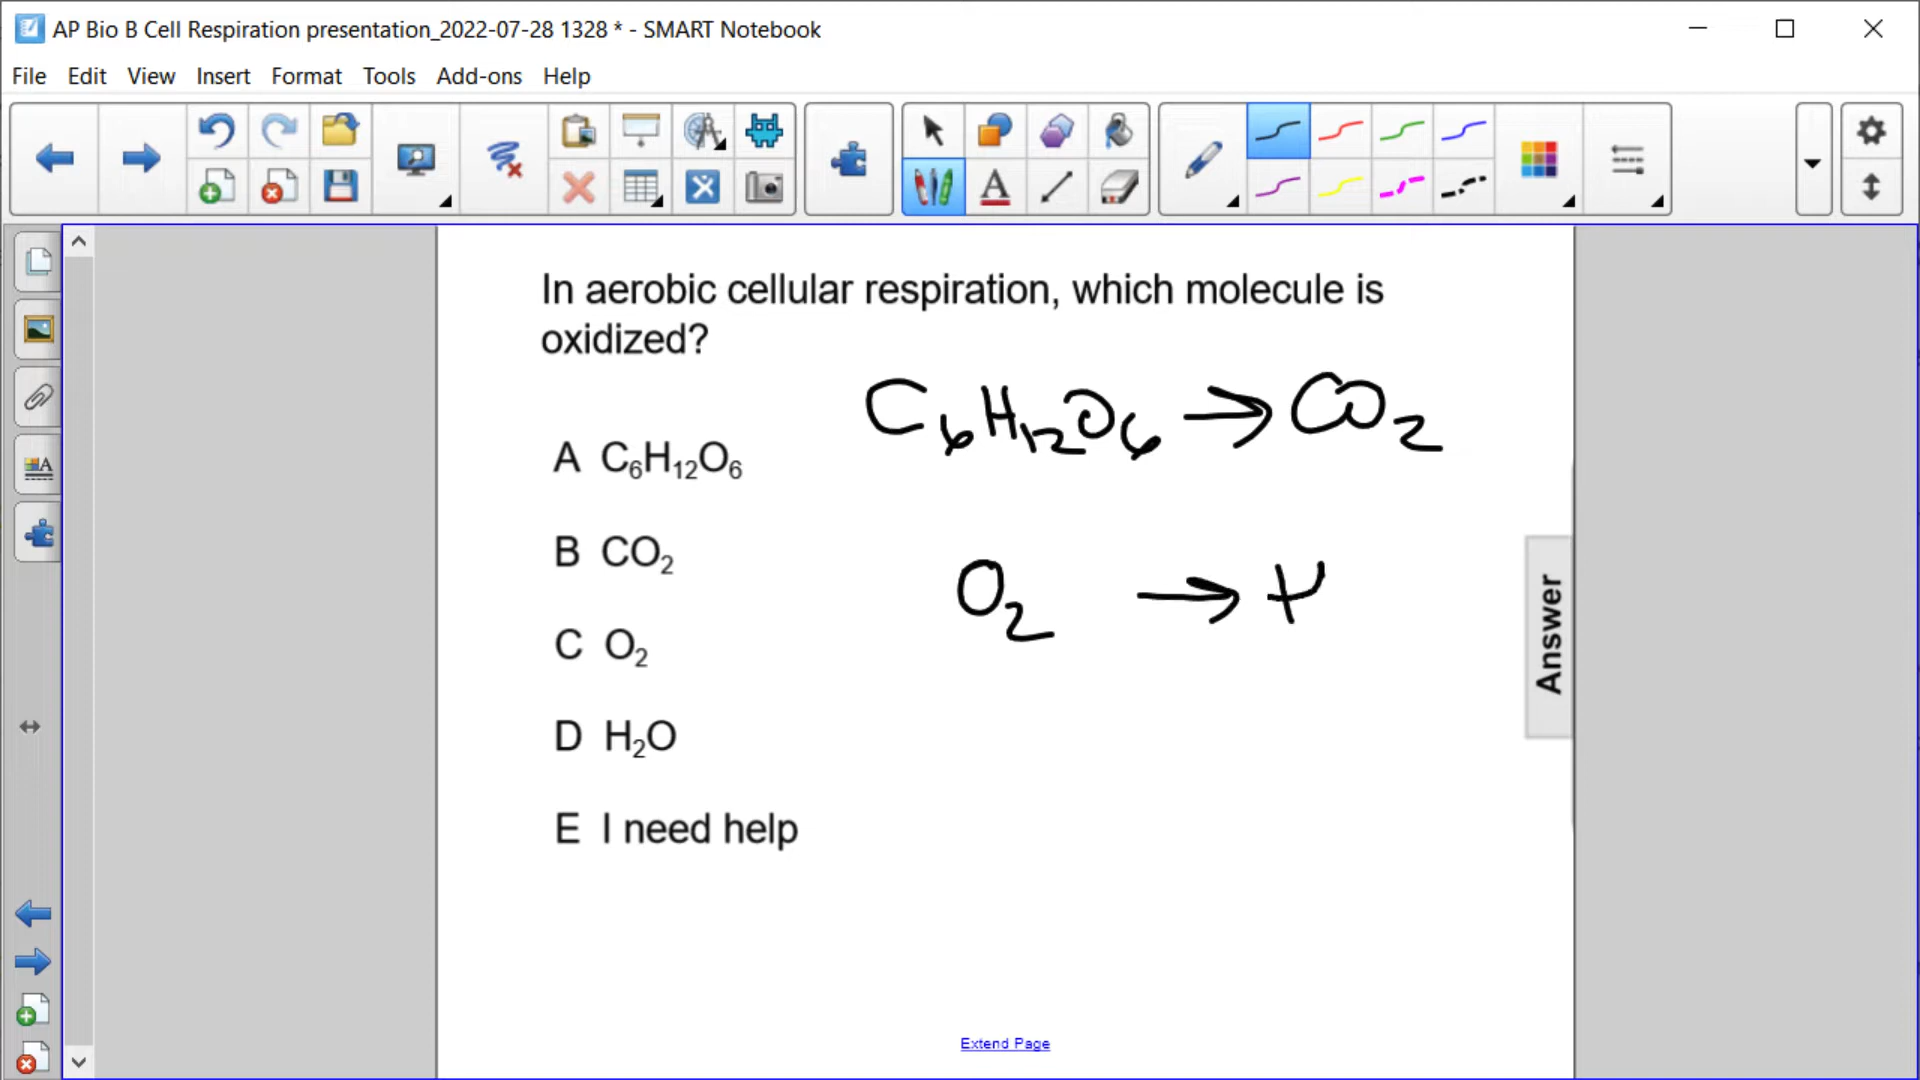 AP Bio B Cell Respiration presentation_2022-07-28 1328 * - SMART Notebook
File Edit View Insert Format Tools Add-ons Help
In aerobic cellular respiration, which molecule is
oxidized?
C₆H₁₂O₆ → CO₂
A C₆H₁₂O₆
B CO₂
O₂ → H
C O₂
Answer
D H₂O
E I need help
Extend Page